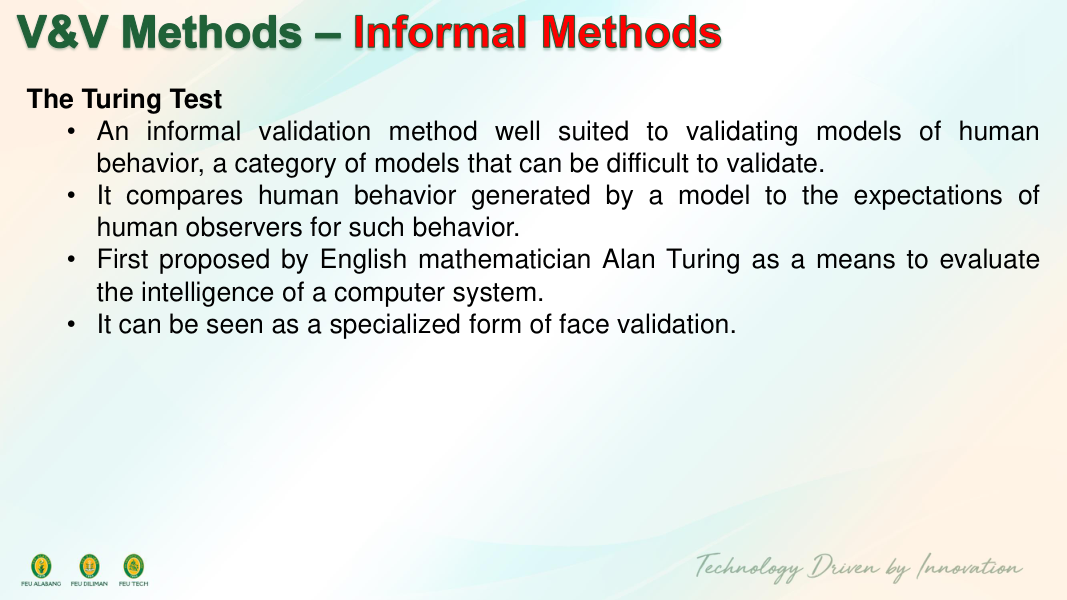 V&V Methods – Informal Methods
The Turing Test
• An informal validation method well suited to validating models of human
behavior, a category of models that can be difficult to validate.
• It compares human behavior generated by a model to the expectations of
human observers for such behavior.
• First proposed by English mathematician Alan Turing as a means to evaluate
the intelligence of a computer system.
• It can be seen as a specialized form of face validation.
FEU ALABANG FEU DILIMAN FEU TECH
Technology Driven by Innovation